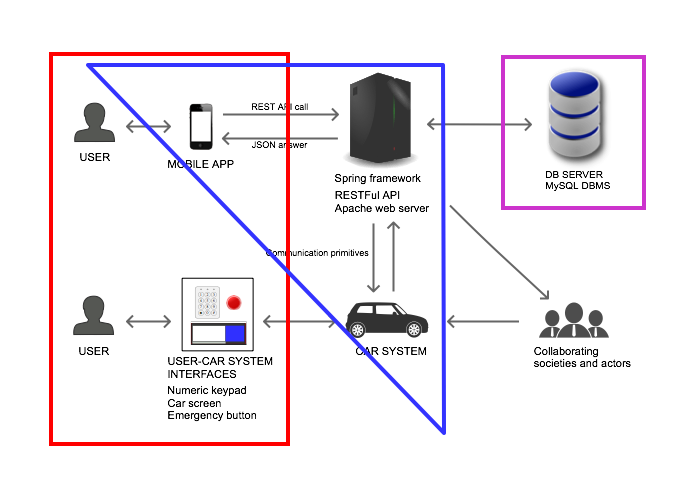 REST API call
JSON answer
USER
MOBILE APP
Spring framework
RESTFul API
Apache web server
DB SERVER
MySQL DBMS
Communication primitives
USER
USER-CAR SYSTEM
INTERFACES
Numeric keypad
Car screen
Emergency button
CAR SYSTEM
Collaborating
societies and actors